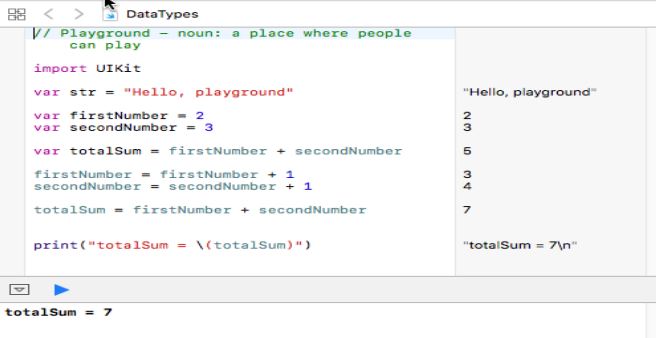 DataTypes
// Playground – noun: a place where people
can play
import UIKit
var str = "Hello, playground" "Hello, playground"
var firstNumber = 2 2
var secondNumber = 3 3
var totalSum = firstNumber + secondNumber 5
firstNumber = firstNumber + 1 3
secondNumber = secondNumber + 1 4
totalSum = firstNumber + secondNumber 7
print("totalSum = \(totalSum)") "totalSum = 7\n"
totalSum = 7